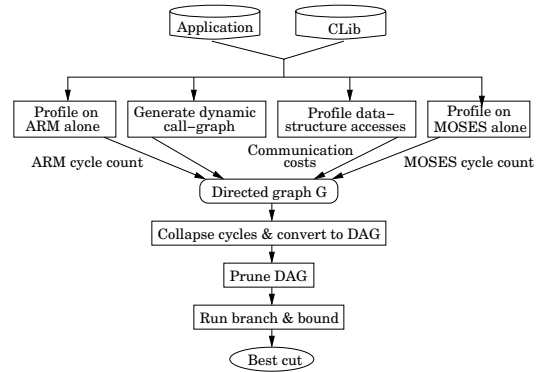 Application
CLib
Profile on
ARM alone
Generate dynamic
call-graph
Profile data-
structure accesses
Profile on
MOSES alone
ARM cycle count
Communication
costs
MOSES cycle count
Directed graph G
Collapse cycles & convert to DAG
Prune DAG
Run branch & bound
Best cut